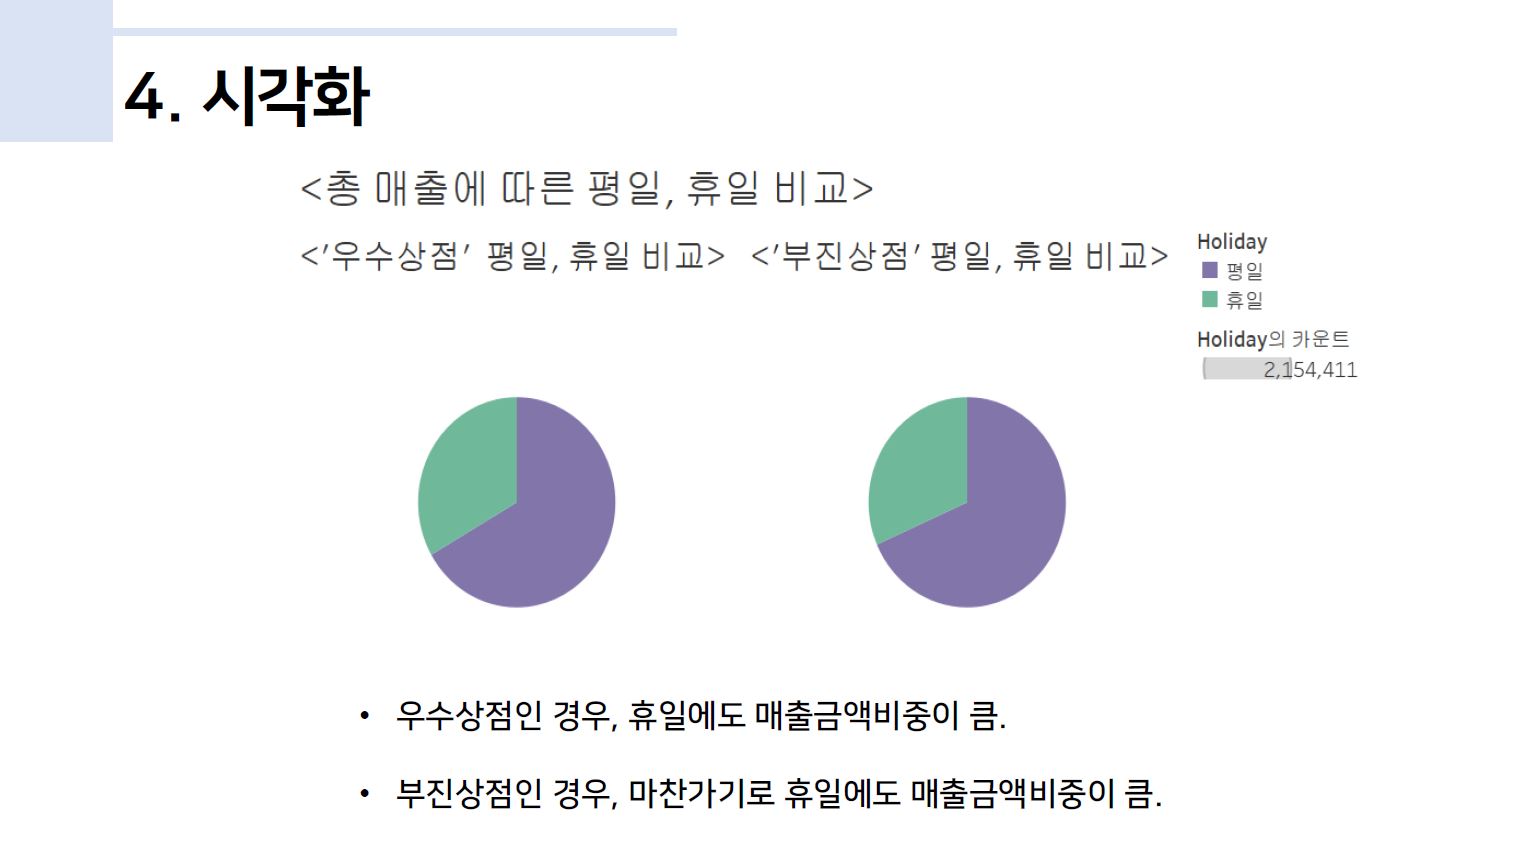 4. 시각화
<총 매출에 따른 평일, 휴일 비교>
<'우수상점' 평일, 휴일 비교> <'부진상점' 평일, 휴일 비교>
Holiday
평일
휴일
Holiday의 카운트
2,154,411
• 우수상점인 경우, 휴일에도 매출금액비중이 큼.
• 부진상점인 경우, 마찬가기로 휴일에도 매출금액비중이 큼.